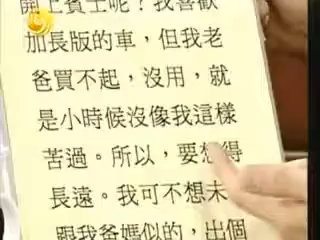 開上賓士呢？我喜歡
加長版的車，但我老
爸買不起，沒用，就
是小時候沒像我這樣
苦過。所以，要想得
長遠。我可不想未
跟我爸媽似的，出個